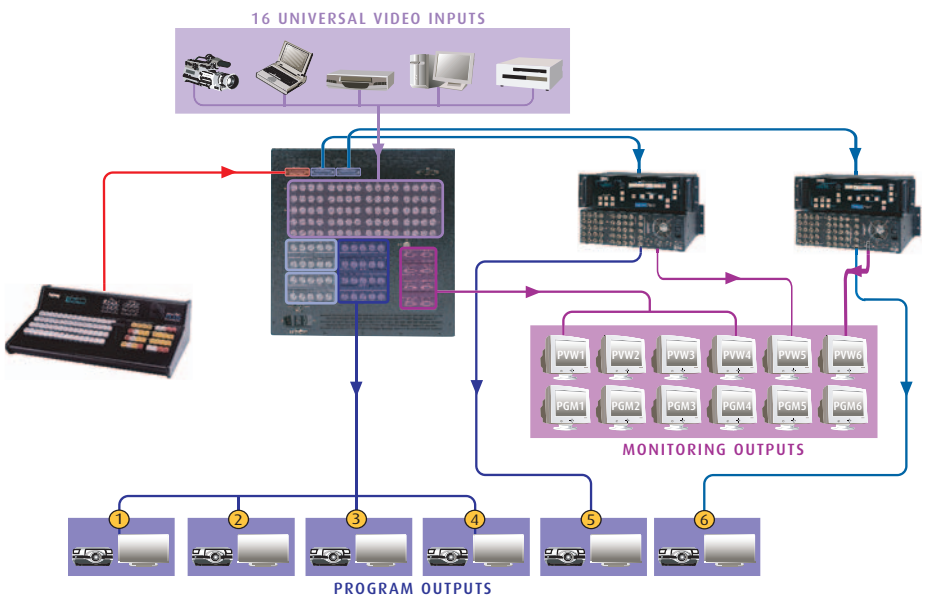 16 UNIVERSAL VIDEO INPUTS
PVW1 PVW2 PVW3 PVW4 PVW5 PVW6
PGM1 PGM2 PGM3 PGM4 PGM5 PGM6
MONITORING OUTPUTS
1 2 3 4 5 6
PROGRAM OUTPUTS